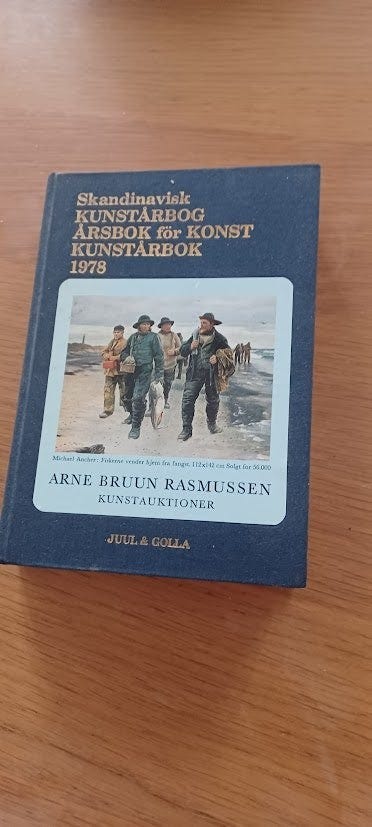 Skandinavisk
KUNSTÅRBOG
ÅRSBOK för KONST
KUNSTÅRBOK
1978
Michael Ancher: Fiskerne vender hjem fra fangst. 112x142 cm Solgt for 56.000
ARNE BRUUN RASMUSSEN
KUNSTAUKTIONER
JUUL & GOLLA